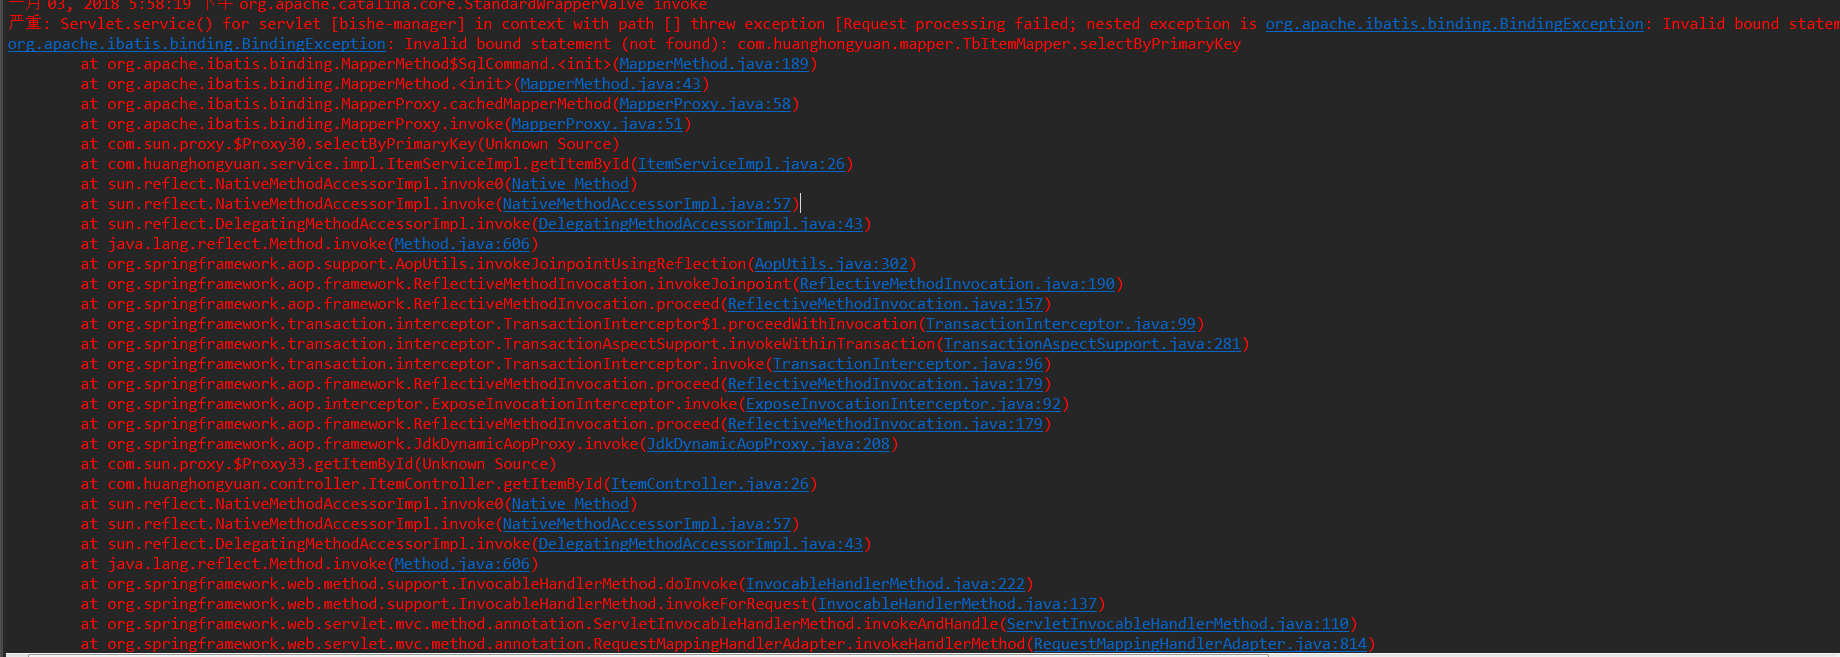 一月 03, 2018 5:58:19 下午 org.apache.catalina.core.StandardWrapperValve invoke
严重: Servlet.service() for servlet [bishe-manager] in context with path [] threw exception [Request processing failed; nested exception is org.apache.ibatis.binding.BindingException: Invalid bound statem
org.apache.ibatis.binding.BindingException: Invalid bound statement (not found): com.huanghongyuan.mapper.TbItemMapper.selectByPrimaryKey
at org.apache.ibatis.binding.MapperMethod$SqlCommand.<init>(MapperMethod.java:189)
at org.apache.ibatis.binding.MapperMethod.<init>(MapperMethod.java:43)
at org.apache.ibatis.binding.MapperProxy.cachedMapperMethod(MapperProxy.java:58)
at org.apache.ibatis.binding.MapperProxy.invoke(MapperProxy.java:51)
at com.sun.proxy.$Proxy30.selectByPrimaryKey(Unknown Source)
at com.huanghongyuan.service.impl.ItemServiceImpl.getItemById(ItemServiceImpl.java:26)
at sun.reflect.NativeMethodAccessorImpl.invoke0(Native Method)
at sun.reflect.NativeMethodAccessorImpl.invoke(NativeMethodAccessorImpl.java:57)
at sun.reflect.DelegatingMethodAccessorImpl.invoke(DelegatingMethodAccessorImpl.java:43)
at java.lang.reflect.Method.invoke(Method.java:606)
at org.springframework.aop.support.AopUtils.invokeJoinpointUsingReflection(AopUtils.java:302)
at org.springframework.aop.framework.ReflectiveMethodInvocation.invokeJoinpoint(ReflectiveMethodInvocation.java:190)
at org.springframework.aop.framework.ReflectiveMethodInvocation.proceed(ReflectiveMethodInvocation.java:157)
at org.springframework.transaction.interceptor.TransactionInterceptor$1.proceedWithInvocation(TransactionInterceptor.java:99)
at org.springframework.transaction.interceptor.TransactionAspectSupport.invokeWithinTransaction(TransactionAspectSupport.java:281)
at org.springframework.transaction.interceptor.TransactionInterceptor.invoke(TransactionInterceptor.java:96)
at org.springframework.aop.framework.ReflectiveMethodInvocation.proceed(ReflectiveMethodInvocation.java:179)
at org.springframework.aop.interceptor.ExposeInvocationInterceptor.invoke(ExposeInvocationInterceptor.java:92)
at org.springframework.aop.framework.ReflectiveMethodInvocation.proceed(ReflectiveMethodInvocation.java:179)
at org.springframework.aop.framework.JdkDynamicAopProxy.invoke(JdkDynamicAopProxy.java:208)
at com.sun.proxy.$Proxy33.getItemById(Unknown Source)
at com.huanghongyuan.controller.ItemController.getItemById(ItemController.java:26)
at sun.reflect.NativeMethodAccessorImpl.invoke0(Native Method)
at sun.reflect.NativeMethodAccessorImpl.invoke(NativeMethodAccessorImpl.java:57)
at sun.reflect.DelegatingMethodAccessorImpl.invoke(DelegatingMethodAccessorImpl.java:43)
at java.lang.reflect.Method.invoke(Method.java:606)
at org.springframework.web.method.support.InvocableHandlerMethod.doInvoke(InvocableHandlerMethod.java:222)
at org.springframework.web.method.support.InvocableHandlerMethod.invokeForRequest(InvocableHandlerMethod.java:137)
at org.springframework.web.servlet.mvc.method.annotation.ServletInvocableHandlerMethod.invokeAndHandle(ServletInvocableHandlerMethod.java:110)
at org.springframework.web.servlet.mvc.method.annotation.RequestMappingHandlerAdapter.invokeHandlerMethod(RequestMappingHandlerAdapter.java:814)